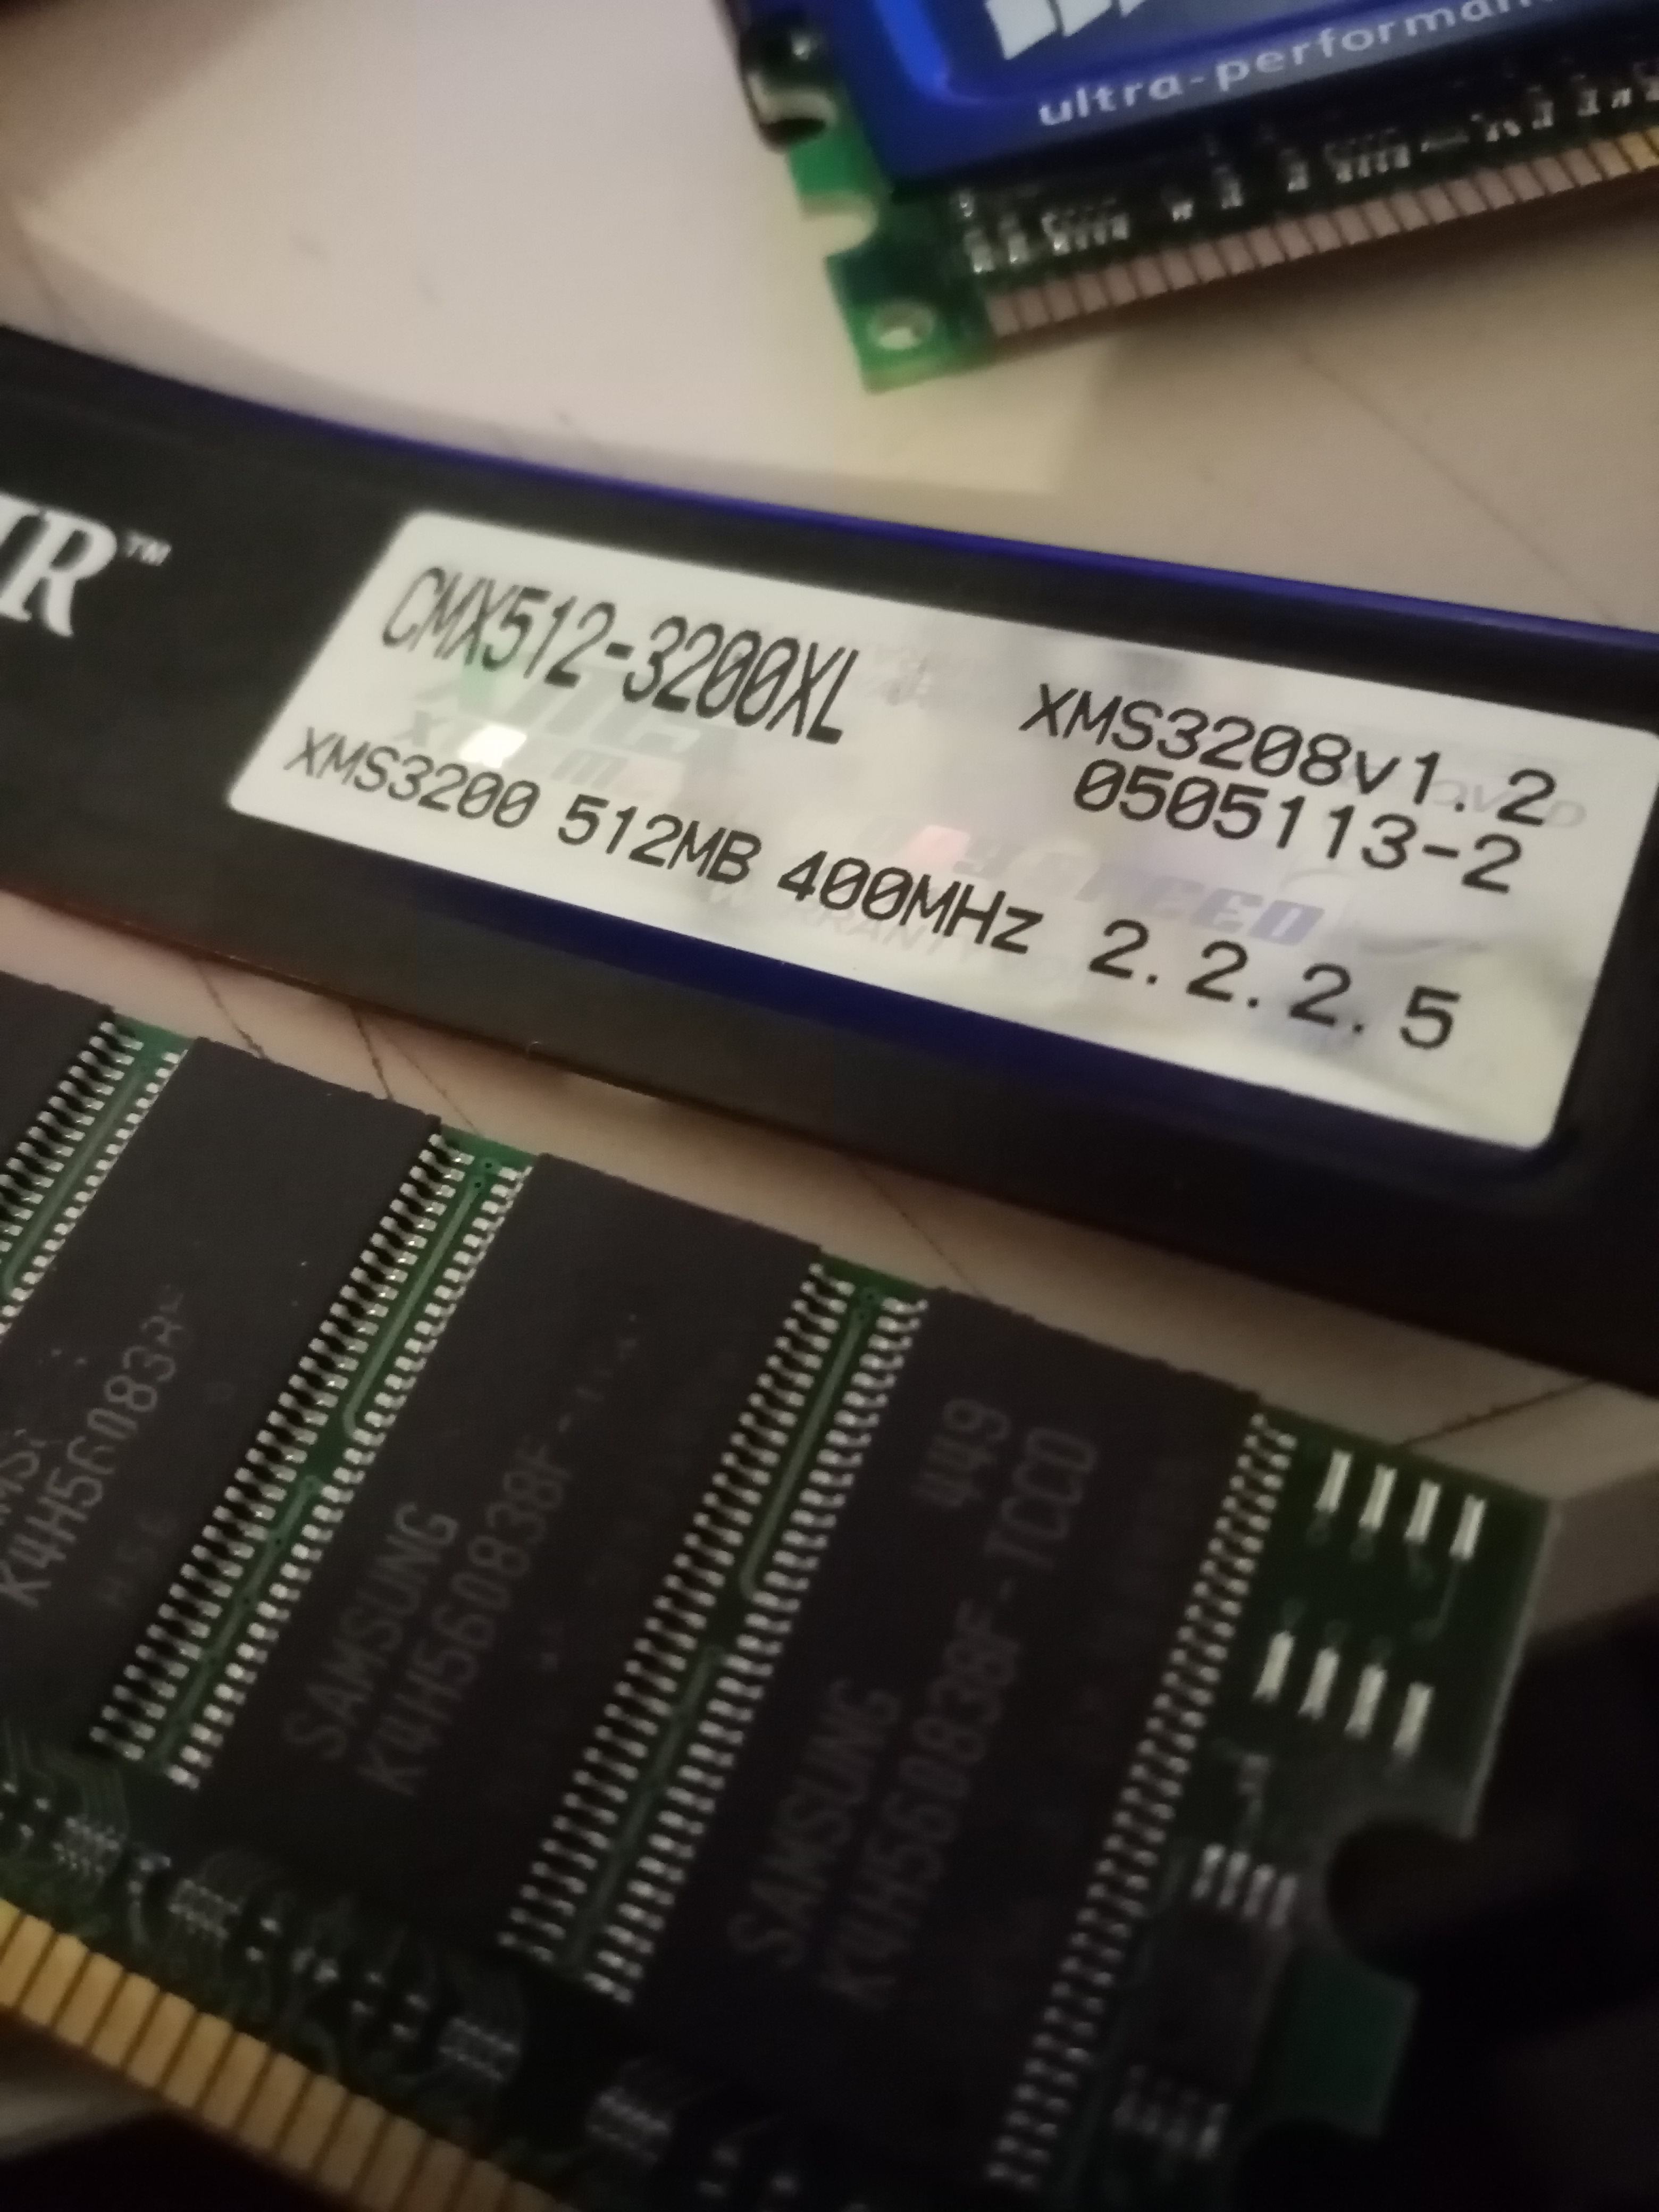 ultra-performan
IR™
CMX512-3200XL
XMS3200 512MB 400MHz 2.2.2.5
XMS3208v1.2
0505113-2
K4H560838F
SAMSUNG
K4H560838F-
SAMSUNG 449
K4H560838F-TCCD